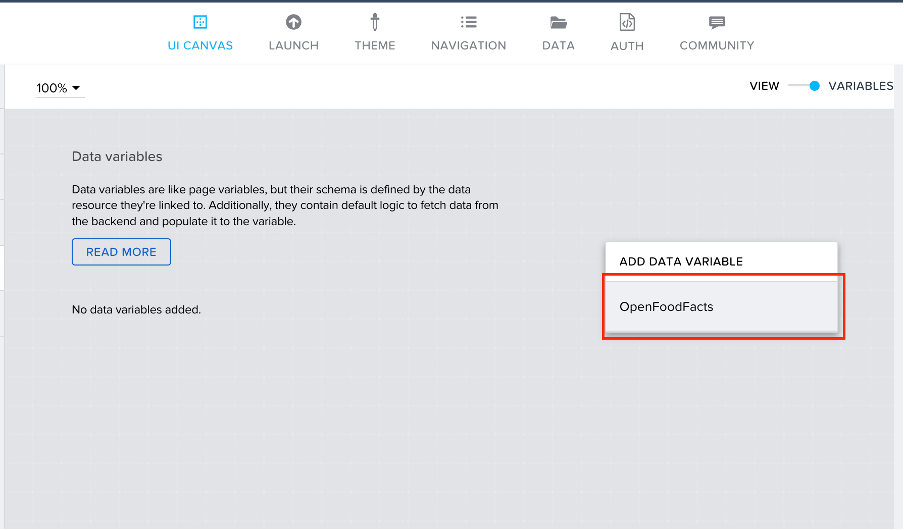 UI CANVAS
LAUNCH
THEME
NAVIGATION
DATA
AUTH
COMMUNITY
100%
VIEW
VARIABLES
Data variables
Data variables are like page variables, but their schema is defined by the data
resource they're linked to. Additionally, they contain default logic to fetch data from
the backend and populate it to the variable.
READ MORE
ADD DATA VARIABLE
OpenFoodFacts
No data variables added.